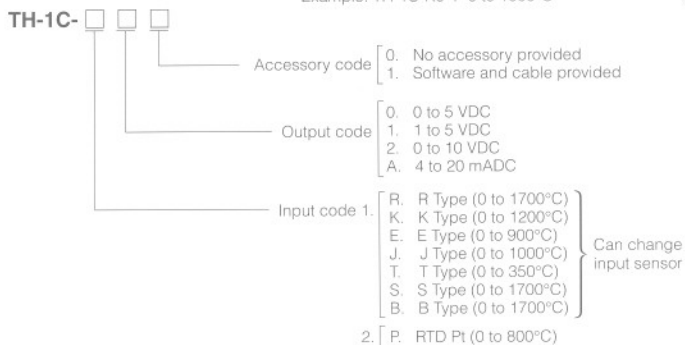 TH-1C-
Accessory code
0. No accessory provided
1. Software and cable provided
Output code
0. 0 to 5 VDC
1. 1 to 5 VDC
2. 0 to 10 VDC
A. 4 to 20 mADC
Input code 1.
R. R Type (0 to 1700°C)
K. K Type (0 to 1200°C)
E. E Type (0 to 900°C)
J. J Type (0 to 1000°C)
T. T Type (0 to 350°C)
S. S Type (0 to 1700°C)
B. B Type (0 to 1700°C)
Can change
input sensor
2. P. RTD Pt (0 to 800°C)